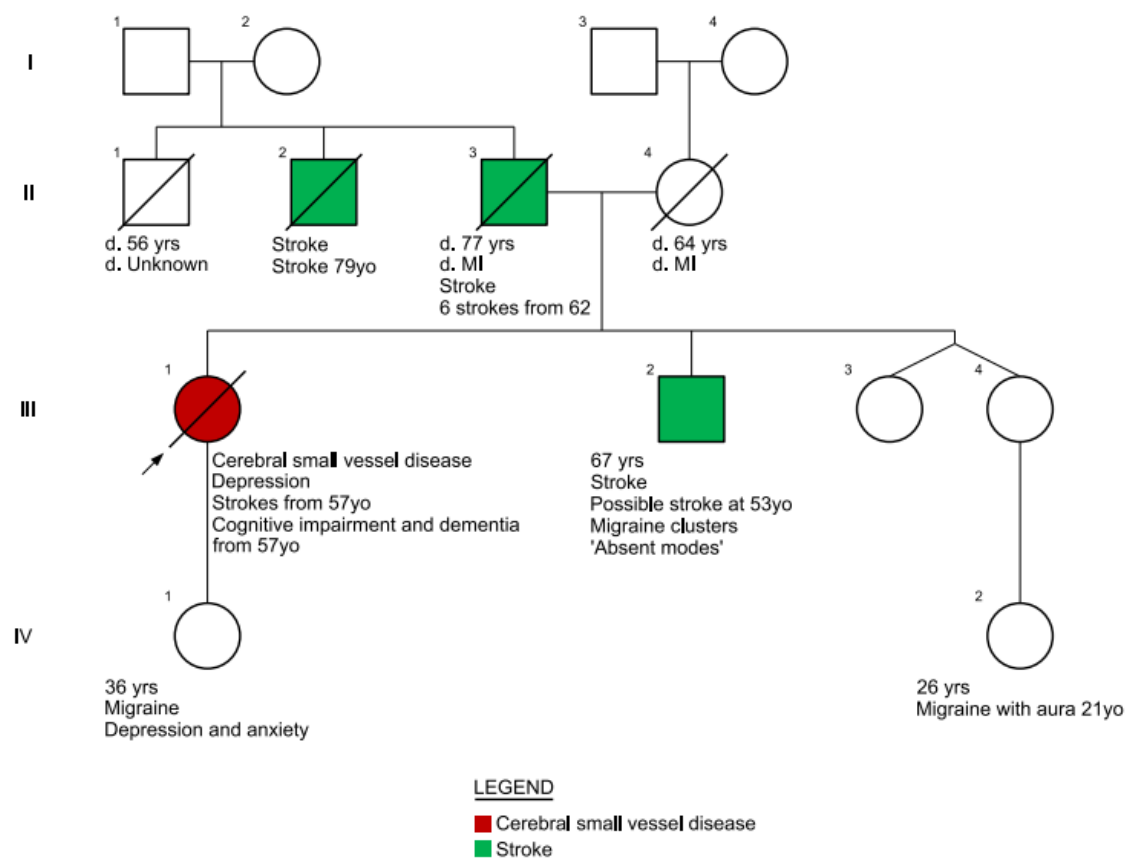 1
2
3
4
I
1
2
3
4
II
d. 56 yrs
d. Unknown
Stroke
Stroke 79yo
d. 77 yrs
d. MI
Stroke
6 strokes from 62
d. 64 yrs
d. MI
1
2
3
4
III
Cerebral small vessel disease
Depression
Strokes from 57yo
Cognitive impairment and dementia
from 57yo
67 yrs
Stroke
Possible stroke at 53yo
Migraine clusters
'Absent modes'
1
2
IV
36 yrs
Migraine
Depression and anxiety
26 yrs
Migraine with aura 21yo
LEGEND
Cerebral small vessel disease
Stroke